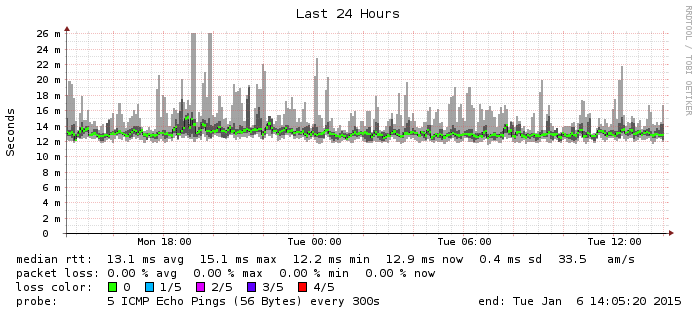 Last 24 Hours
RRDTOOL / TOBI OETIKER
Seconds
26 m
24 m
22 m
20 m
18 m
16 m
14 m
12 m
10 m
8 m
6 m
4 m
2 m
0
Mon 18:00 Tue 00:00 Tue 06:00 Tue 12:00
median rtt: 13.1 ms avg 15.1 ms max 12.2 ms min 12.9 ms now 0.4 ms sd 33.5 am/s
packet loss: 0.00 % avg 0.00 % max 0.00 % min 0.00 % now
loss color: 0 1/5 2/5 3/5 4/5
probe: 5 ICMP Echo Pings (56 Bytes) every 300s end: Tue Jan 6 14:05:20 2015